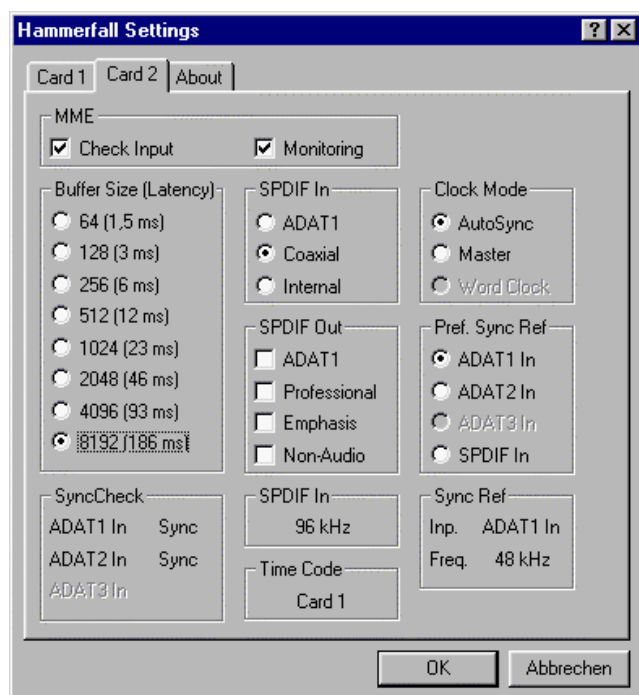 Hammerfall Settings
Card 1 Card 2 About
MME
Check Input Monitoring
Buffer Size (Latency)
64 (1,5 ms)
128 (3 ms)
256 (6 ms)
512 (12 ms)
1024 (23 ms)
2048 (46 ms)
4096 (93 ms)
8192 (186 ms)
SPDIF In
ADAT1
Coaxial
Internal
Clock Mode
AutoSync
Master
Word Clock
SPDIF Out
ADAT1
Professional
Emphasis
Non-Audio
Pref. Sync Ref
ADAT1 In
ADAT2 In
ADAT3 In
SPDIF In
SyncCheck
ADAT1 In Sync
ADAT2 In Sync
ADAT3 In
SPDIF In
96 kHz
Time Code
Card 1
Sync Ref
Inp. ADAT1 In
Freq. 48 kHz
OK Abbrechen